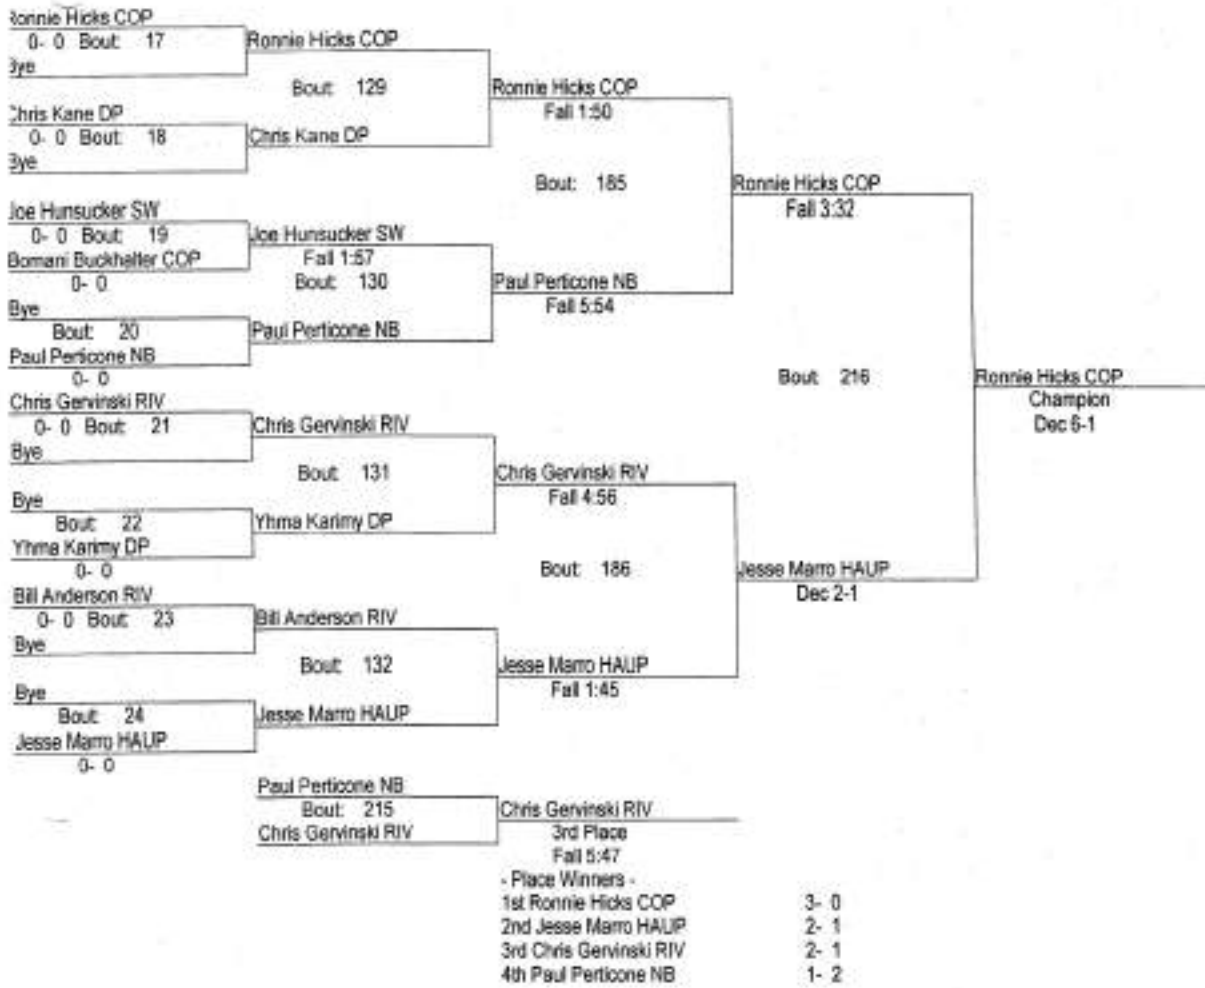 Ronnie Hicks COP
0- 0 Bout: 17
Bye
Ronnie Hicks COP
Bout: 129
Chris Kane DP
0- 0 Bout: 18
Bye
Chris Kane DP
Ronnie Hicks COP
Fall 1:50
Bout: 185
Joe Hunsucker SW
0- 0 Bout: 19
Bomani Buckhalter COP
0- 0
Joe Hunsucker SW
Fall 1:57
Bout: 130
Bye
Bout: 20
Paul Perticone NB
0- 0
Paul Perticone NB
Paul Perticone NB
Fall 5:54
Ronnie Hicks COP
Fall 3:32
Bout: 216
Ronnie Hicks COP
Champion
Dec 6-1
Chris Gervinski RIV
0- 0 Bout: 21
Bye
Chris Gervinski RIV
Bout: 131
Bye
Bout: 22
Yhma Karimy DP
0- 0
Yhma Karimy DP
Chris Gervinski RIV
Fall 4:56
Bout: 186
Bill Anderson RIV
0- 0 Bout: 23
Bye
Bill Anderson RIV
Bout: 132
Bye
Bout: 24
Jesse Marro HAUP
0- 0
Jesse Marro HAUP
Jesse Marro HAUP
Fall 1:45
Jesse Marro HAUP
Dec 2-1
Paul Perticone NB
Bout: 215
Chris Gervinski RIV
Chris Gervinski RIV
3rd Place
Fall 5:47
- Place Winners -
1st Ronnie Hicks COP 3- 0
2nd Jesse Marro HAUP 2- 1
3rd Chris Gervinski RIV 2- 1
4th Paul Perticone NB 1- 2